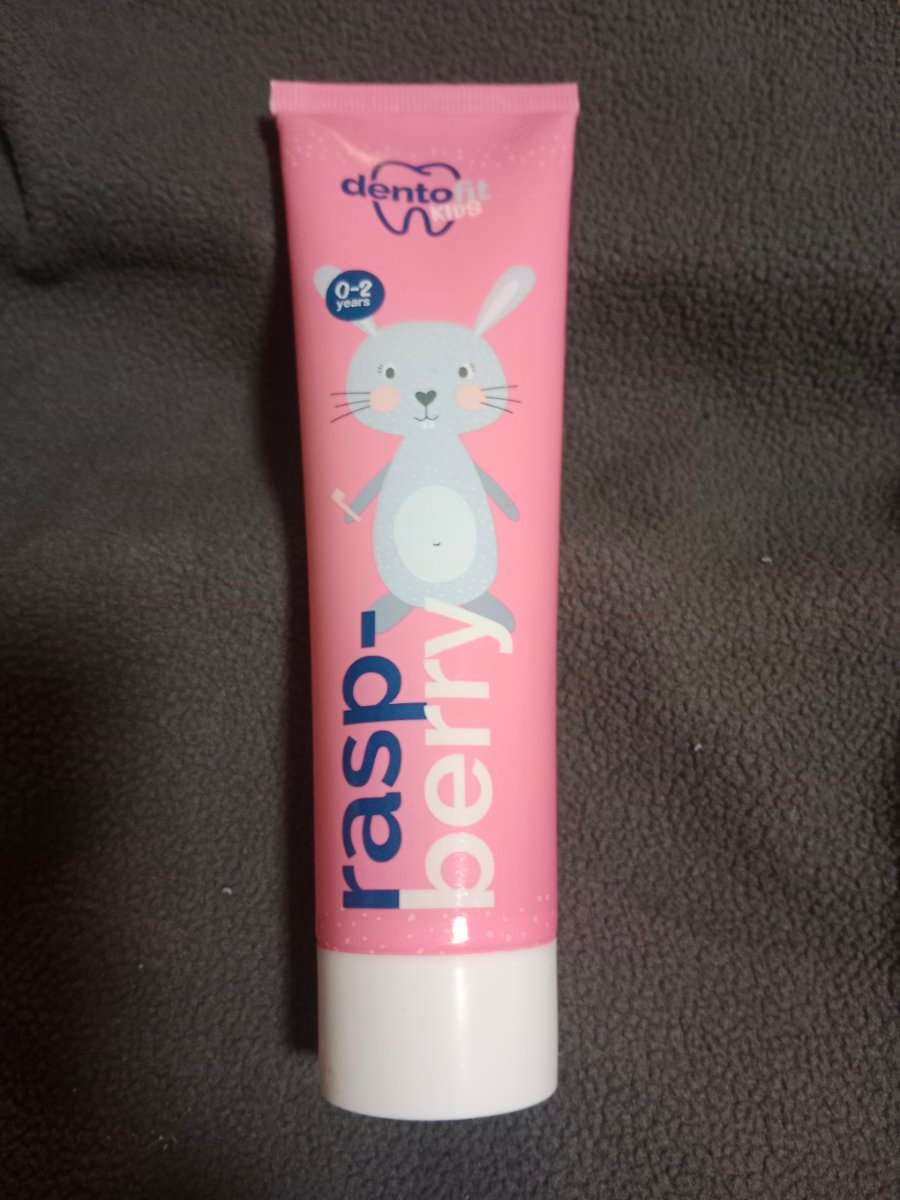 dentofit
KIDS
0-2
years
rasp-
berry